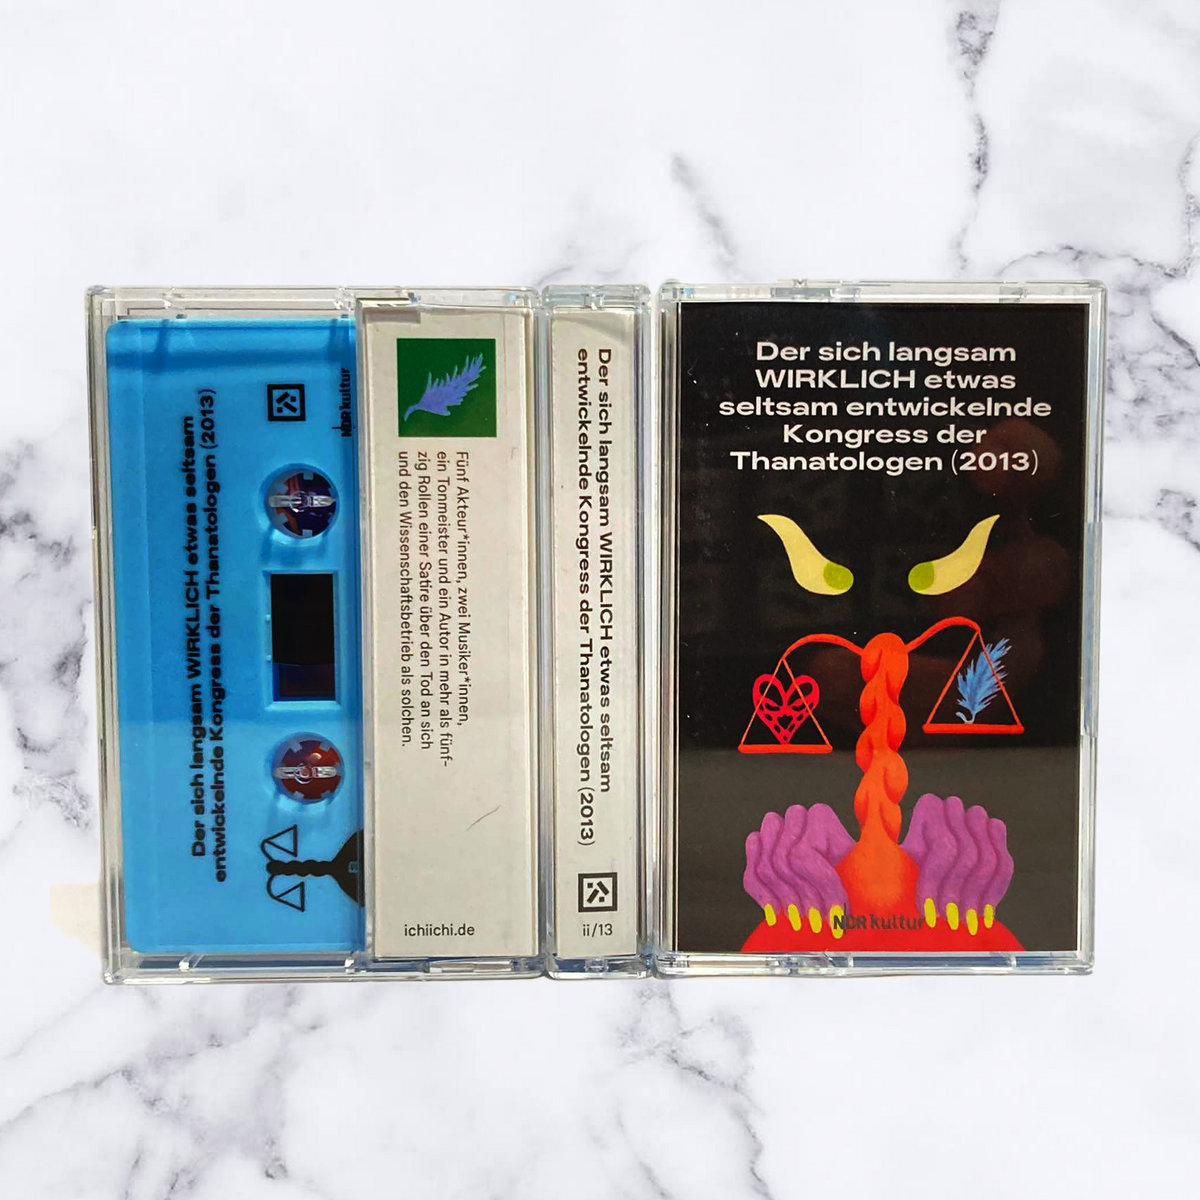 Der sich langsam WIRKLICH etwas seltsam
entwickelnde Kongress der Thanatologen (2013)
NDR kultur
Fünf Akteur*innen, zwei Musiker*innen,
ein Tonmeister und ein Autor in mehr als fünf-
zig Rollen einer Satire über den Tod an sich
und den Wissenschaftsbetrieb als solchen.
ichiichi.de
Der sich langsam WIRKLICH etwas seltsam
entwickelnde Kongress der Thanatologen (2013)
ii/13
Der sich langsam
WIRKLICH etwas
seltsam entwickelnde
Kongress der
Thanatologen (2013)
NDR kultur